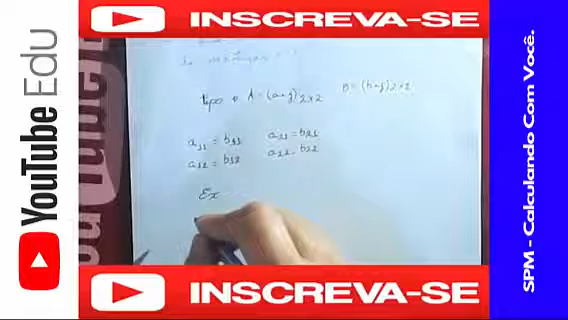 INSCREVA-SE
YouTube Edu
tipo A = (aij)2x2 B = (bij)2x2
a11 = b11 a21 = b21
a12 = b12 a22 = b22
Ex
SPM - Calculando Com Você.
INSCREVA-SE